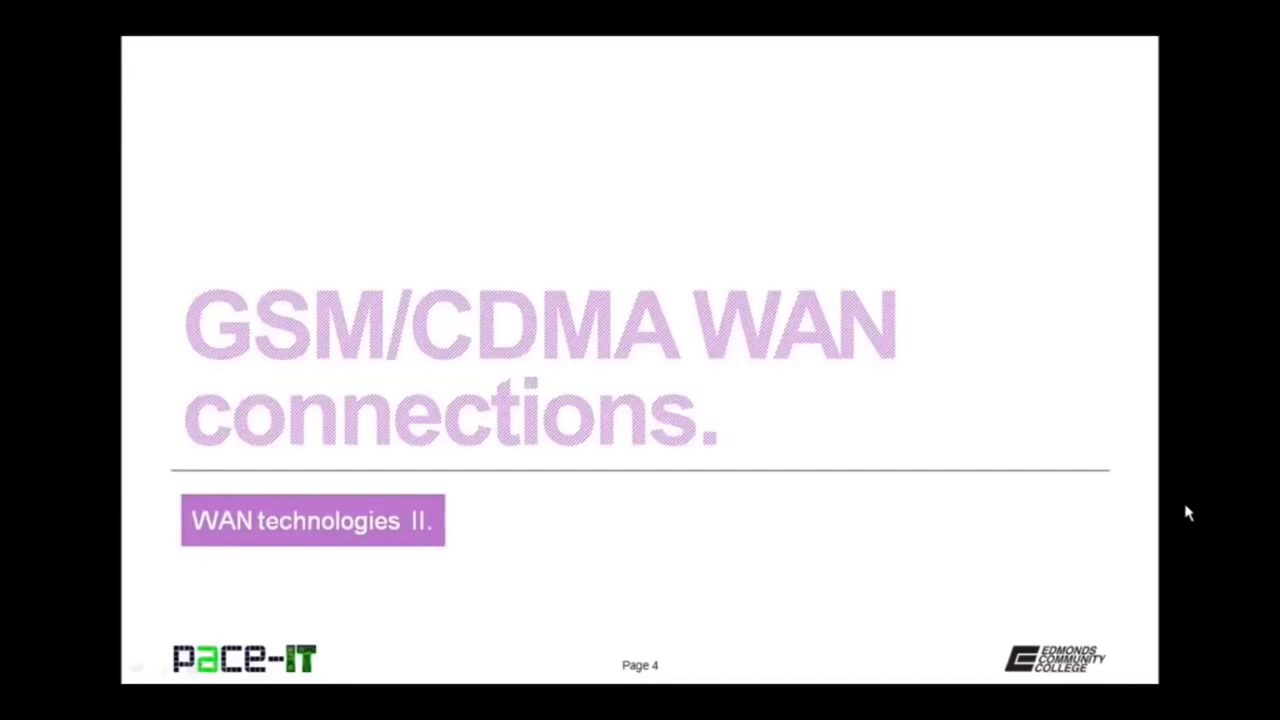 GSM/CDMA WAN
connections.
WAN technologies II.
pace-IT
Page 4
EDMONDS
COMMUNITY
COLLEGE